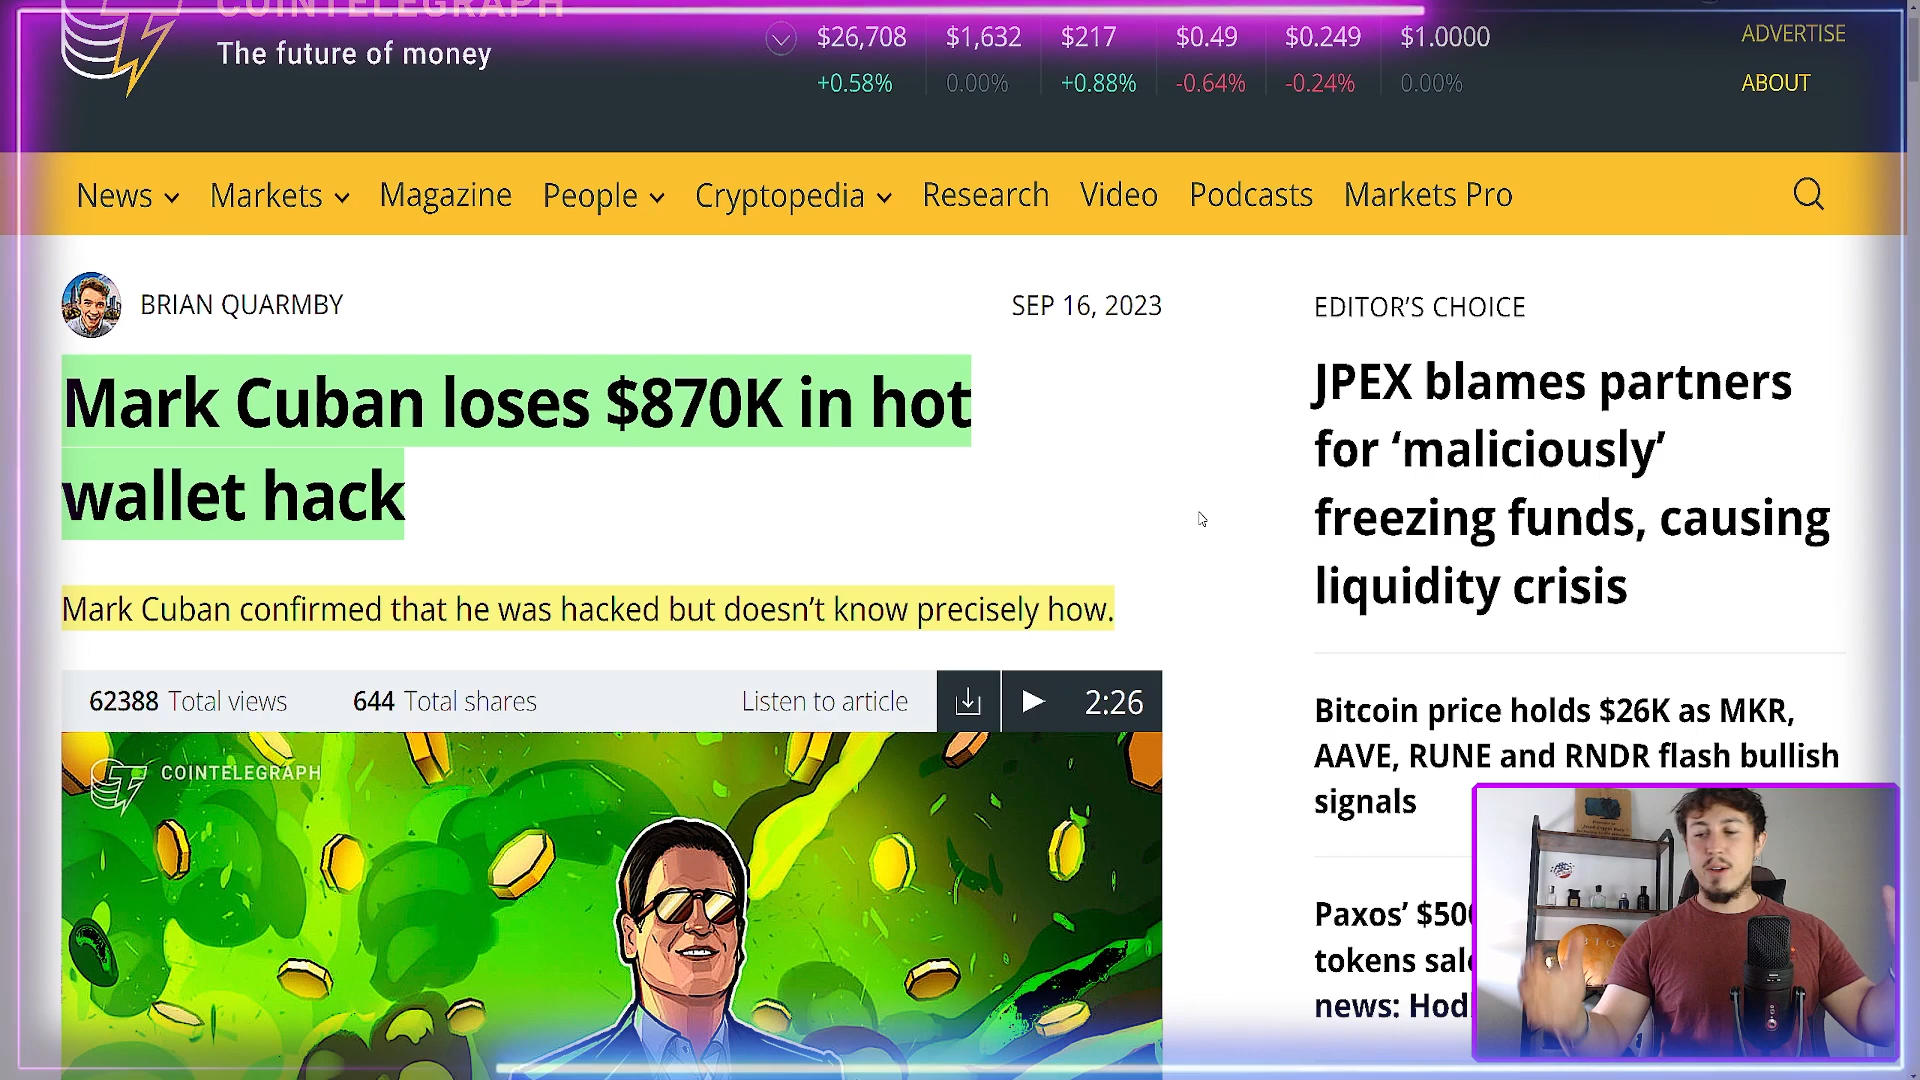 COINTELEGRAPH
The future of money
$26,708 $1,632 $217 $0.49 $0.249 $1.0000
+0.58% 0.00% +0.88% -0.64% -0.24% 0.00%
ADVERTISE
ABOUT
News Markets Magazine People Cryptopedia Research Video Podcasts Markets Pro
BRIAN QUARMBY
SEP 16, 2023
Mark Cuban loses $870K in hot
wallet hack
Mark Cuban confirmed that he was hacked but doesn't know precisely how.
62388 Total views 644 Total shares Listen to article 2:26
COINTELEGRAPH
EDITOR'S CHOICE
JPEX blames partners
for ‘maliciously’
freezing funds, causing
liquidity crisis
Bitcoin price holds $26K as MKR,
AAVE, RUNE and RNDR flash bullish
signals
Paxos’ $500
tokens sale
news: Hod